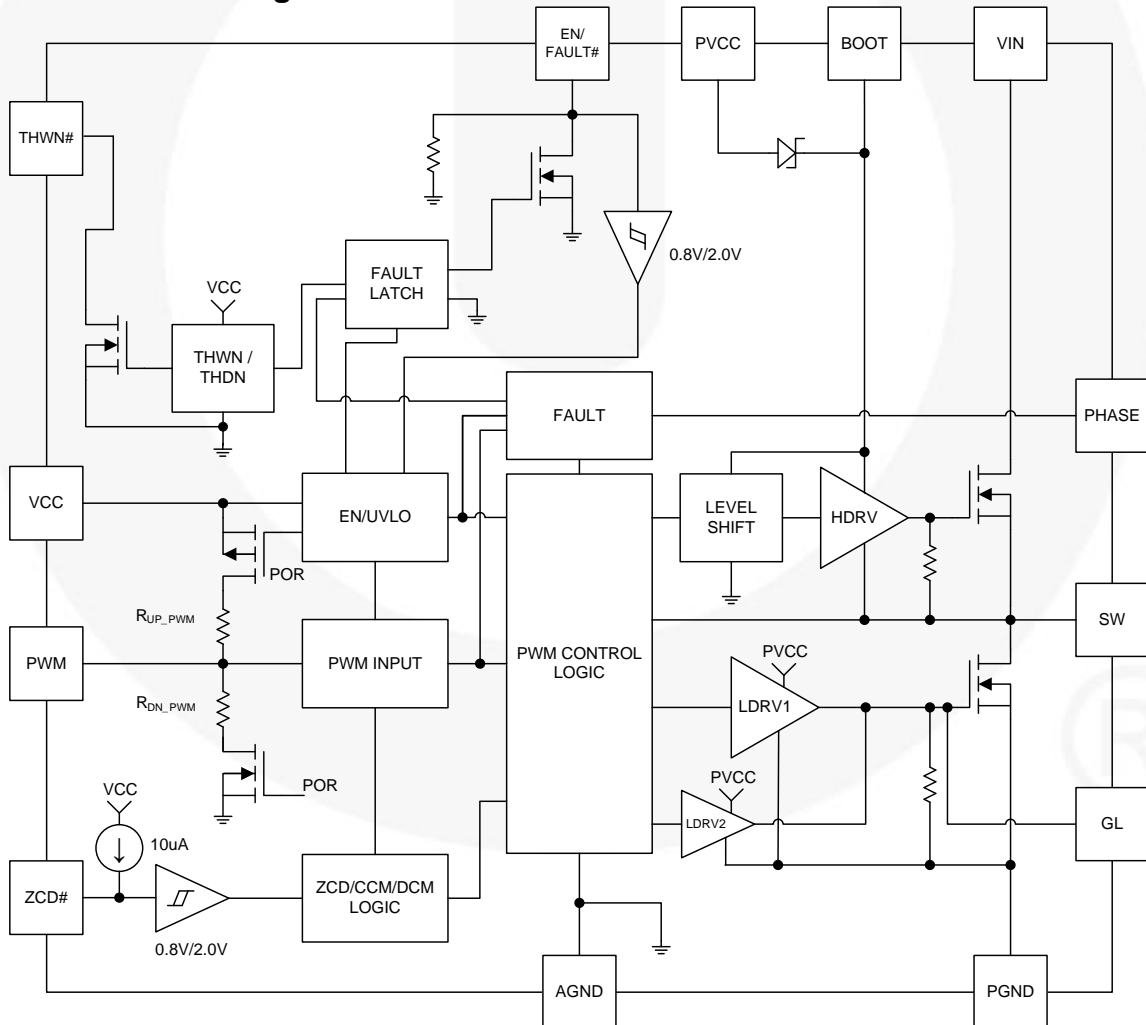 EN/
FAULT#
PVCC
BOOT
VIN
THWN#
0.8V/2.0V
FAULT
LATCH
VCC
THWN /
THDN
FAULT
PHASE
VCC
EN/UVLO
LEVEL
SHIFT
HDRV
POR
RUP_PWM
SW
PWM
PWM INPUT
PWM CONTROL
LOGIC
PVCC
RDN_PWM
LDRV1
POR
PVCC
VCC
LDRV2
GL
10uA
ZCD#
ZCD/CCM/DCM
LOGIC
0.8V/2.0V
AGND
PGND
R